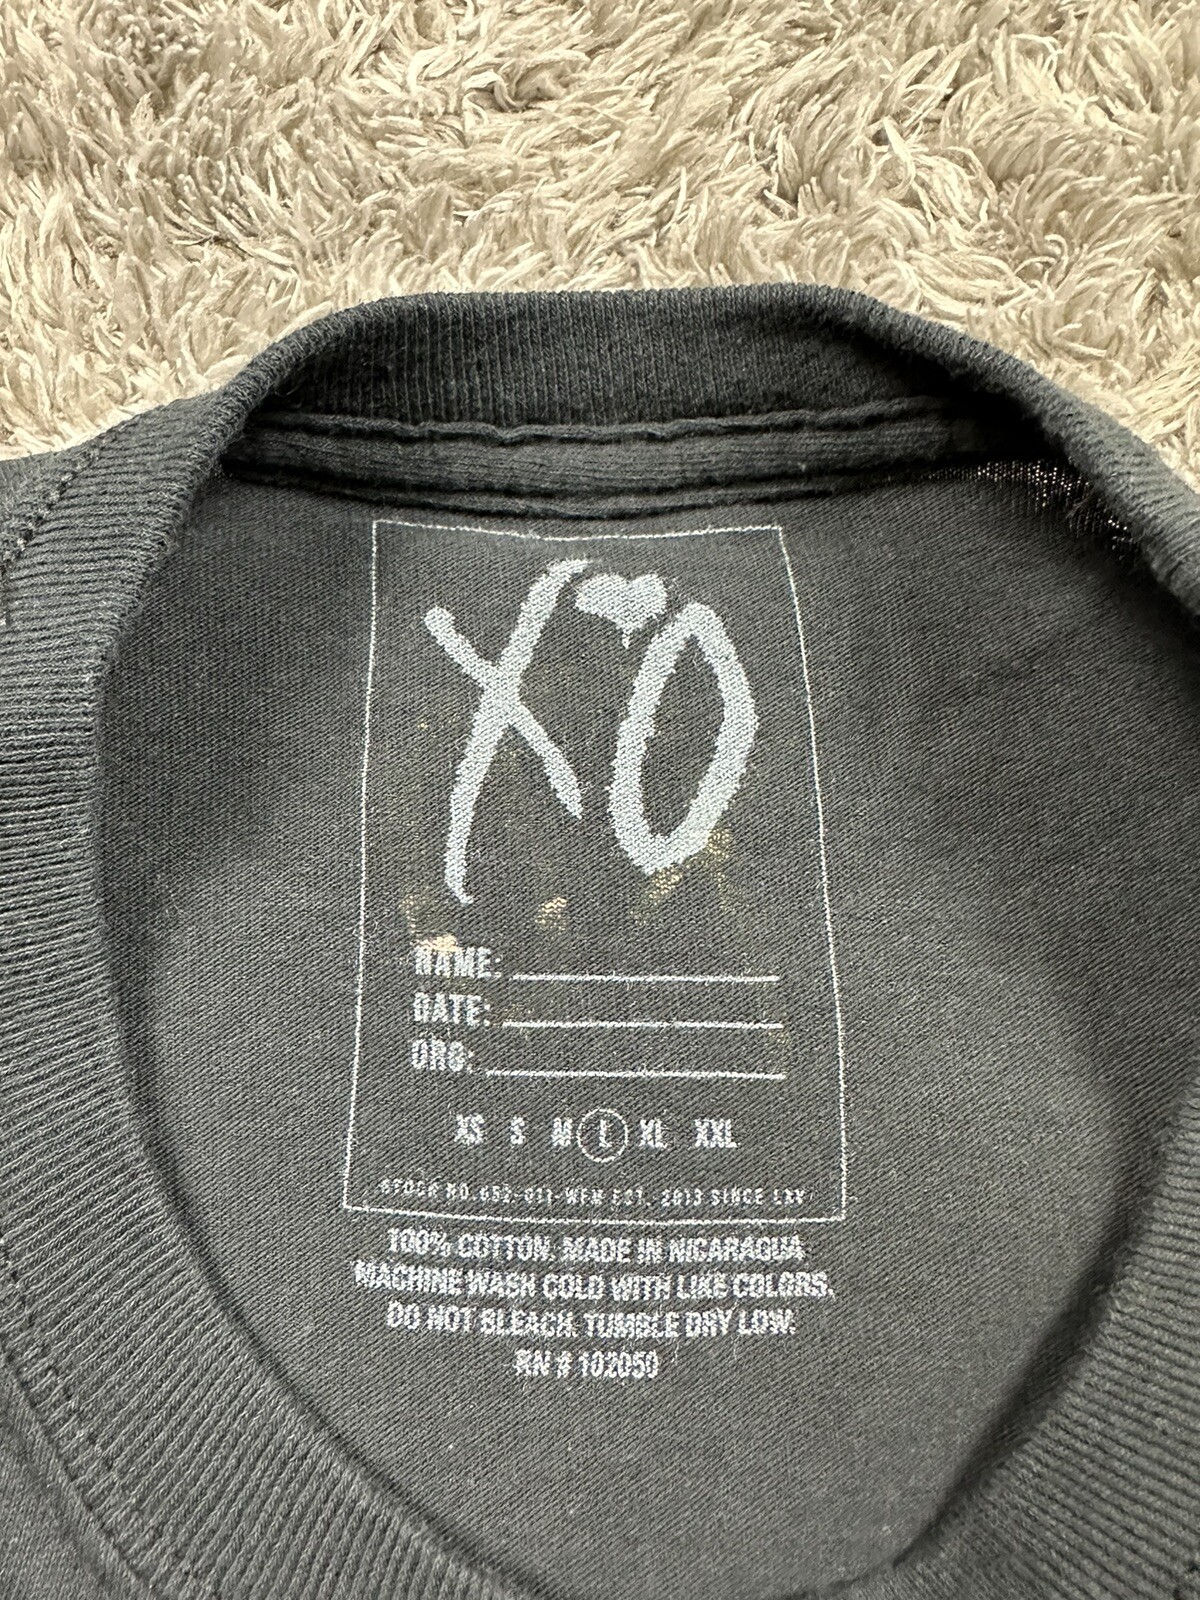 XO
NAME:
DATE:
ORG:
XS S M L XL XXL
STOCK NO. 652-011-WFM EST. 2013 SINCE LXV
100% COTTON. MADE IN NICARAGUA
MACHINE WASH COLD WITH LIKE COLORS.
DO NOT BLEACH. TUMBLE DRY LOW.
RN # 102050